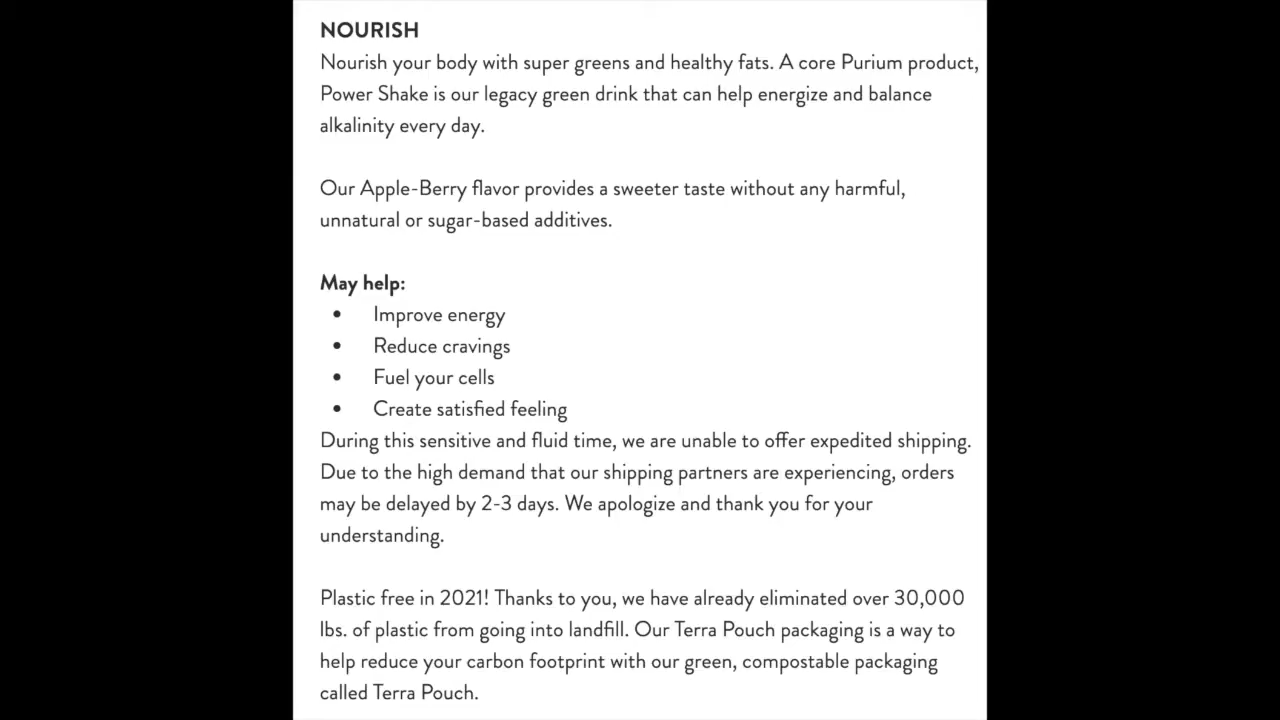 NOURISH
Nourish your body with super greens and healthy fats. A core Purium product,
Power Shake is our legacy green drink that can help energize and balance
alkalinity every day.
Our Apple-Berry flavor provides a sweeter taste without any harmful,
unnatural or sugar-based additives.
May help:
• Improve energy
• Reduce cravings
• Fuel your cells
• Create satisfied feeling
During this sensitive and fluid time, we are unable to offer expedited shipping.
Due to the high demand that our shipping partners are experiencing, orders
may be delayed by 2-3 days. We apologize and thank you for your
understanding.
Plastic free in 2021! Thanks to you, we have already eliminated over 30,000
lbs. of plastic from going into landfill. Our Terra Pouch packaging is a way to
help reduce your carbon footprint with our green, compostable packaging
called Terra Pouch.